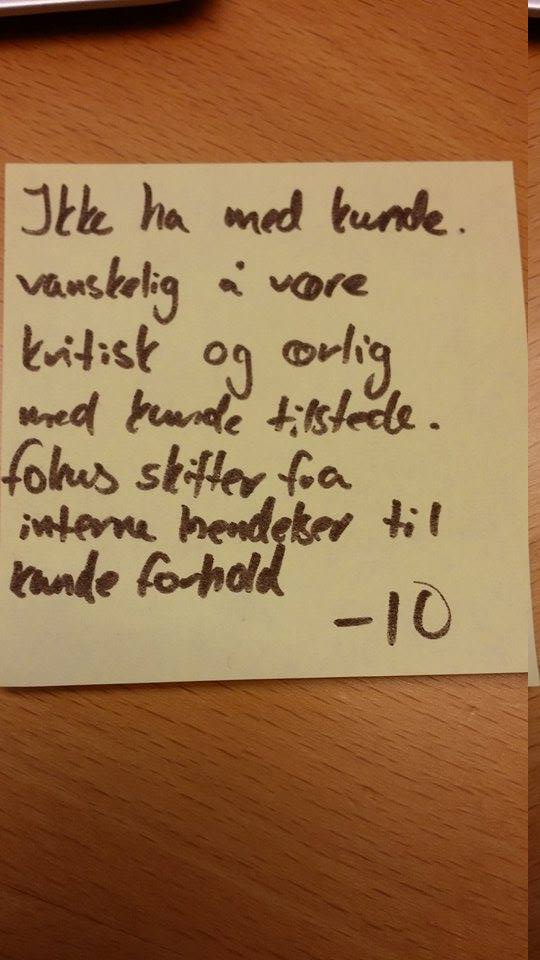 Ikke ha med kunde.
vanskelig å være
kritisk og ærlig
med kunde tilstede.
fokus skifter fra
interne hendelser til
kunde forhold
-10